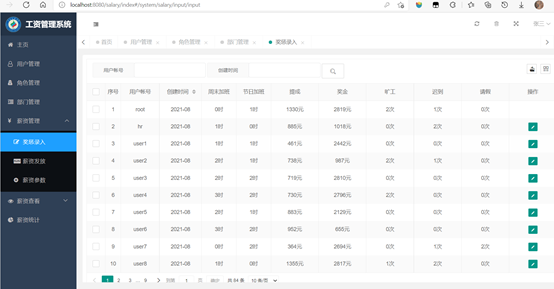 localhost:8080/salary/index#/system/salary/input/input
工资管理系统
张三
首页 用户管理 角色管理 部门管理 奖惩录入
主页
用户管理
角色管理
部门管理
薪资管理
奖惩录入
薪资发放
薪资参数
薪资查看
薪资统计
用户帐号 创建时间
序号 用户帐号 创建时间 周末加班 节日加班 提成 奖金 旷工 迟到 请假 操作
1 root 2021-08 0时 1时 1330元 2819元 2次 1次 0次
2 hr 2021-08 1时 0时 885元 1018元 0次 2次 0次
3 user1 2021-08 1时 1时 461元 2442元 0次 0次 0次
4 user2 2021-08 2时 1时 738元 987元 2次 1次 0次
5 user3 2021-08 2时 2时 719元 2810元 0次 0次 0次
6 user4 2021-08 3时 2时 730元 2796元 2次 0次 0次
7 user5 2021-08 2时 1时 883元 2129元 0次 0次 0次
8 user6 2021-08 3时 2时 952元 655元 0次 0次 0次
9 user7 2021-08 0时 2时 364元 2694元 0次 1次 2次
10 user8 2021-08 1时 0时 1355元 2817元 1次 2次 0次
1 2 3 … 9 到第 1 页 确定 共 84 条 10 条/页